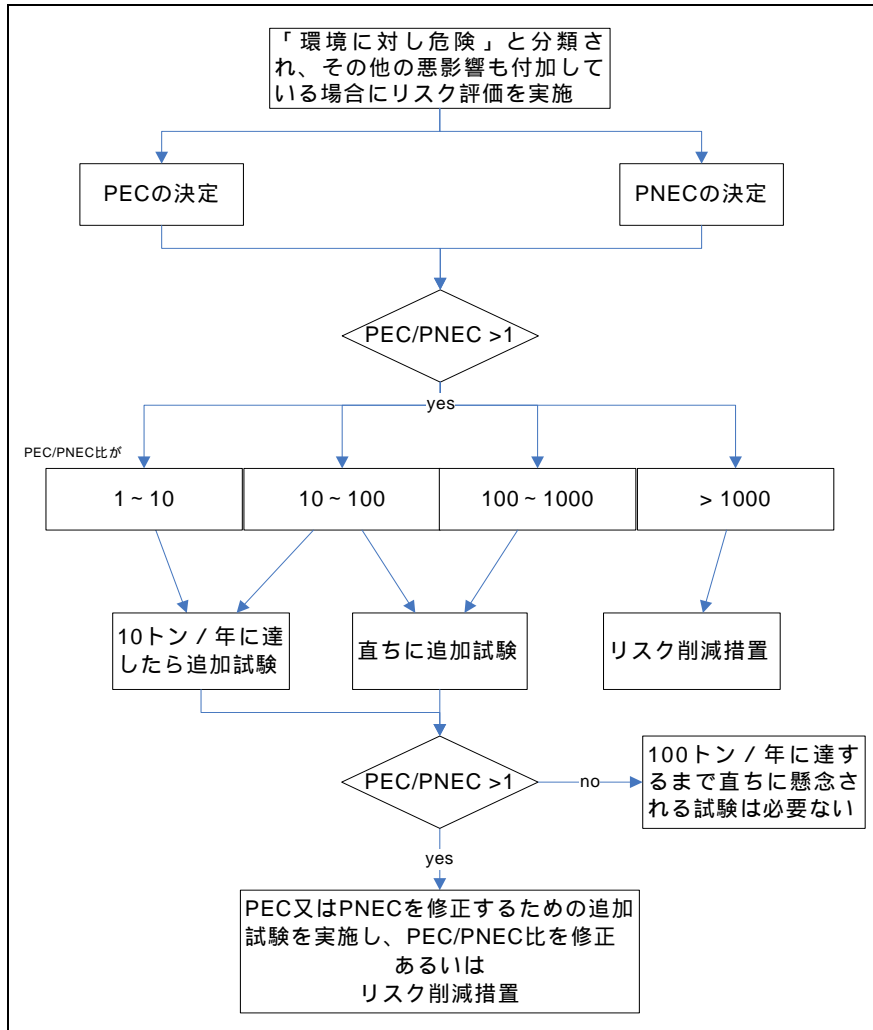 「環境に対し危険」と分類さ
れ、その他の悪影響も付加して
いる場合にリスク評価を実施
PECの決定
PNECの決定
PEC/PNEC >1
yes
PEC/PNEC比が
1 ~ 10
10 ~ 100
100 ~ 1000
> 1000
10トン / 年に達
したら追加試験
直ちに追加試験
リスク削減措置
PEC/PNEC >1
no
100トン / 年に達す
るまで直ちに懸念さ
れる試験は必要ない
yes
PEC又はPNECを修正するための追加
試験を実施し、PEC/PNEC比を修正
あるいは
リスク削減措置